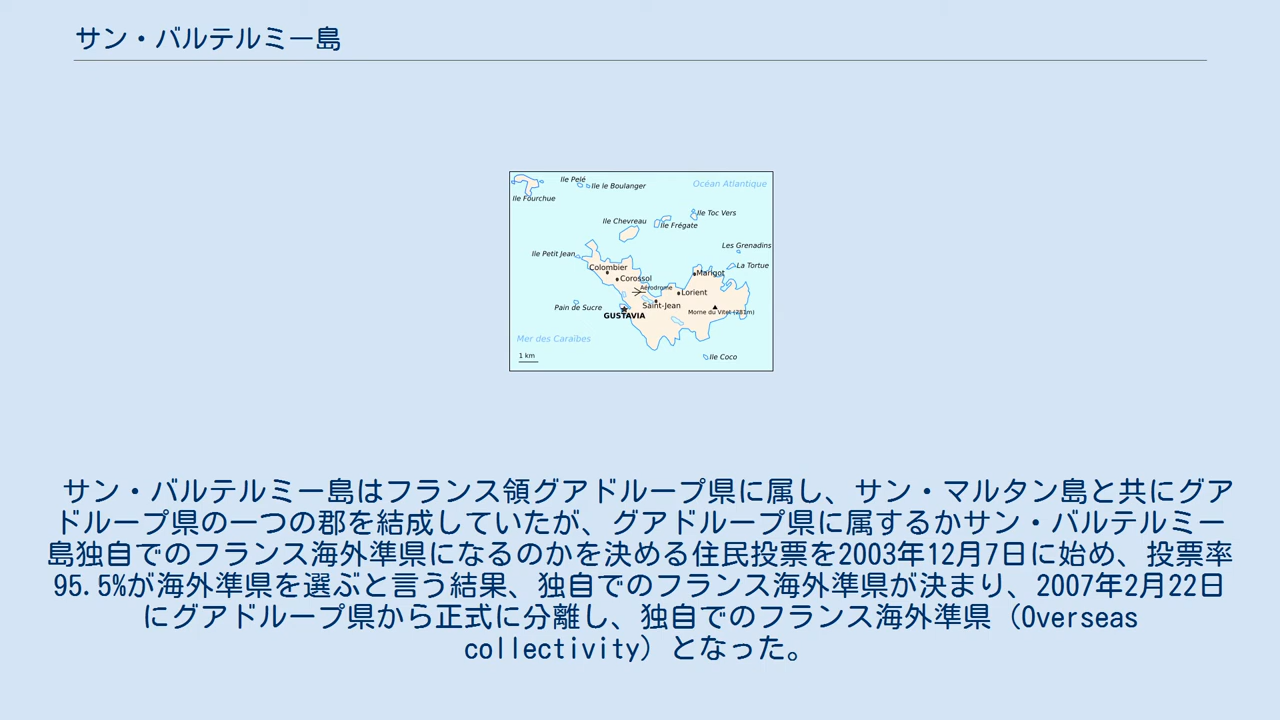 サン・バルテルミー島
Ile Pelé
Ile le Boulanger
Océan Atlantique
Ile Fourchue
Ile Toc Vers
Ile Chevreau
Ile Frégate
Les Grenadins
Ile Petit Jean
La Tortue
Colombier
Marigot
Corossol
Aérodrome
Lorient
Pain de Sucre
Saint-Jean
Morne du Vitet (281m)
GUSTAVIA
Mer des Caraïbes
1 km
Ile Coco
サン・バルテルミー島はフランス領グアドループ県に属し、サン・マルタン島と共にグア
ドループ県の一つの郡を結成していたが、グアドループ県に属するかサン・バルテルミー
島独自でのフランス海外準県になるのかを決める住民投票を2003年12月7日に始め、投票率
95.5%が海外準県を選ぶと言う結果、独自でのフランス海外準県が決まり、2007年2月22日
にグアドループ県から正式に分離し、独自でのフランス海外準県（Overseas
collectivity）となった。